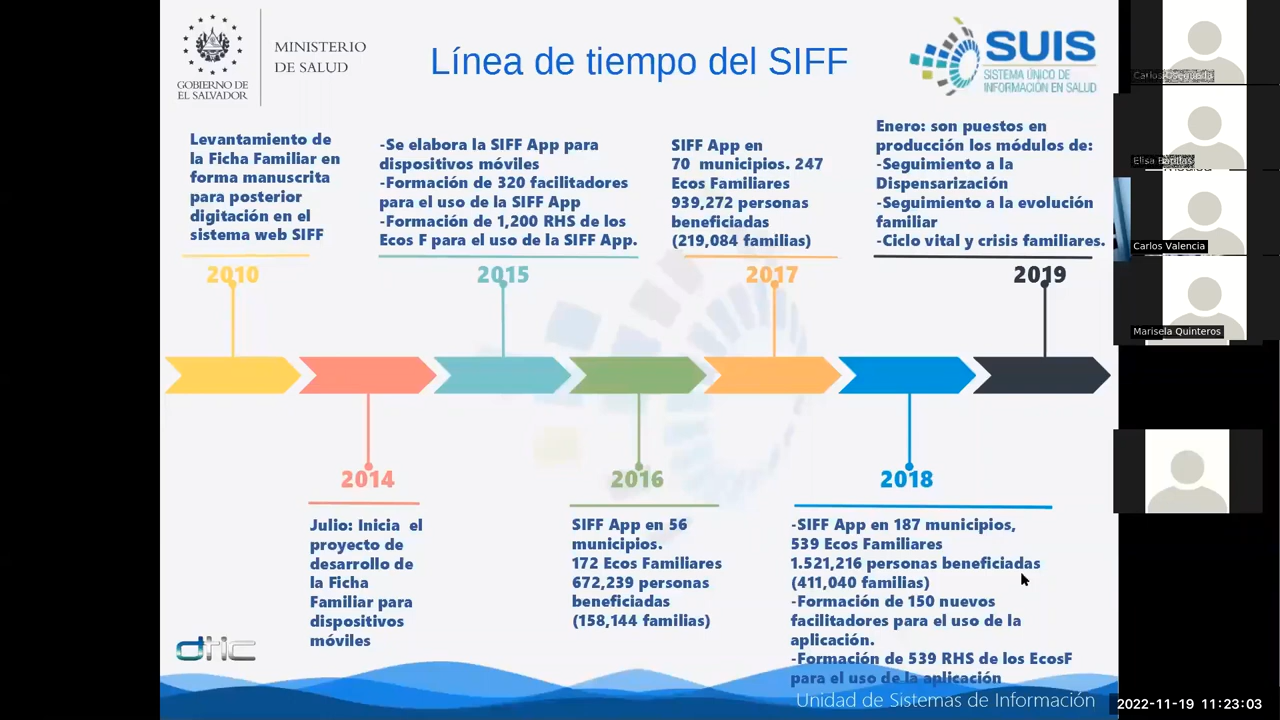 MINISTERIO
DE SALUD
GOBIERNO DE
EL SALVADOR
Línea de tiempo del SIFF
SUIS
SISTEMA ÚNICO DE
INFORMACIÓN EN SALUD
Levantamiento de
la Ficha Familiar en
forma manuscrita
para posterior
digitación en el
sistema web SIFF
2010
-Se elabora la SIFF App para
dispositivos móviles
-Formación de 320 facilitadores
para el uso de la SIFF App
-Formación de 1,200 RHS de los
Ecos F para el uso de la SIFF App.
2015
SIFF App en
70 municipios. 247
Ecos Familiares
939,272 personas
beneficiadas
(219,084 familias)
2017
Enero: son puestos en
producción los módulos de:
-Seguimiento a la
Dispensarización
-Seguimiento a la evolución
familiar
-Ciclo vital y crisis familiares.
2019
2014
Julio: Inicia el
proyecto de
desarrollo de
la Ficha
Familiar para
dispositivos
móviles
2016
SIFF App en 56
municipios.
172 Ecos Familiares
672,239 personas
beneficiadas
(158,144 familias)
2018
-SIFF App en 187 municipios,
539 Ecos Familiares
1.521,216 personas beneficiadas
(411,040 familias)
-Formación de 150 nuevos
facilitadores para el uso de la
aplicación.
-Formación de 539 RHS de los EcosF
para el uso de la aplicación
dtic
Unidad de Sistemas de Información
Elisa
Carlos Valencia
Marisela Quinteros
2022-11-19 11:23:03